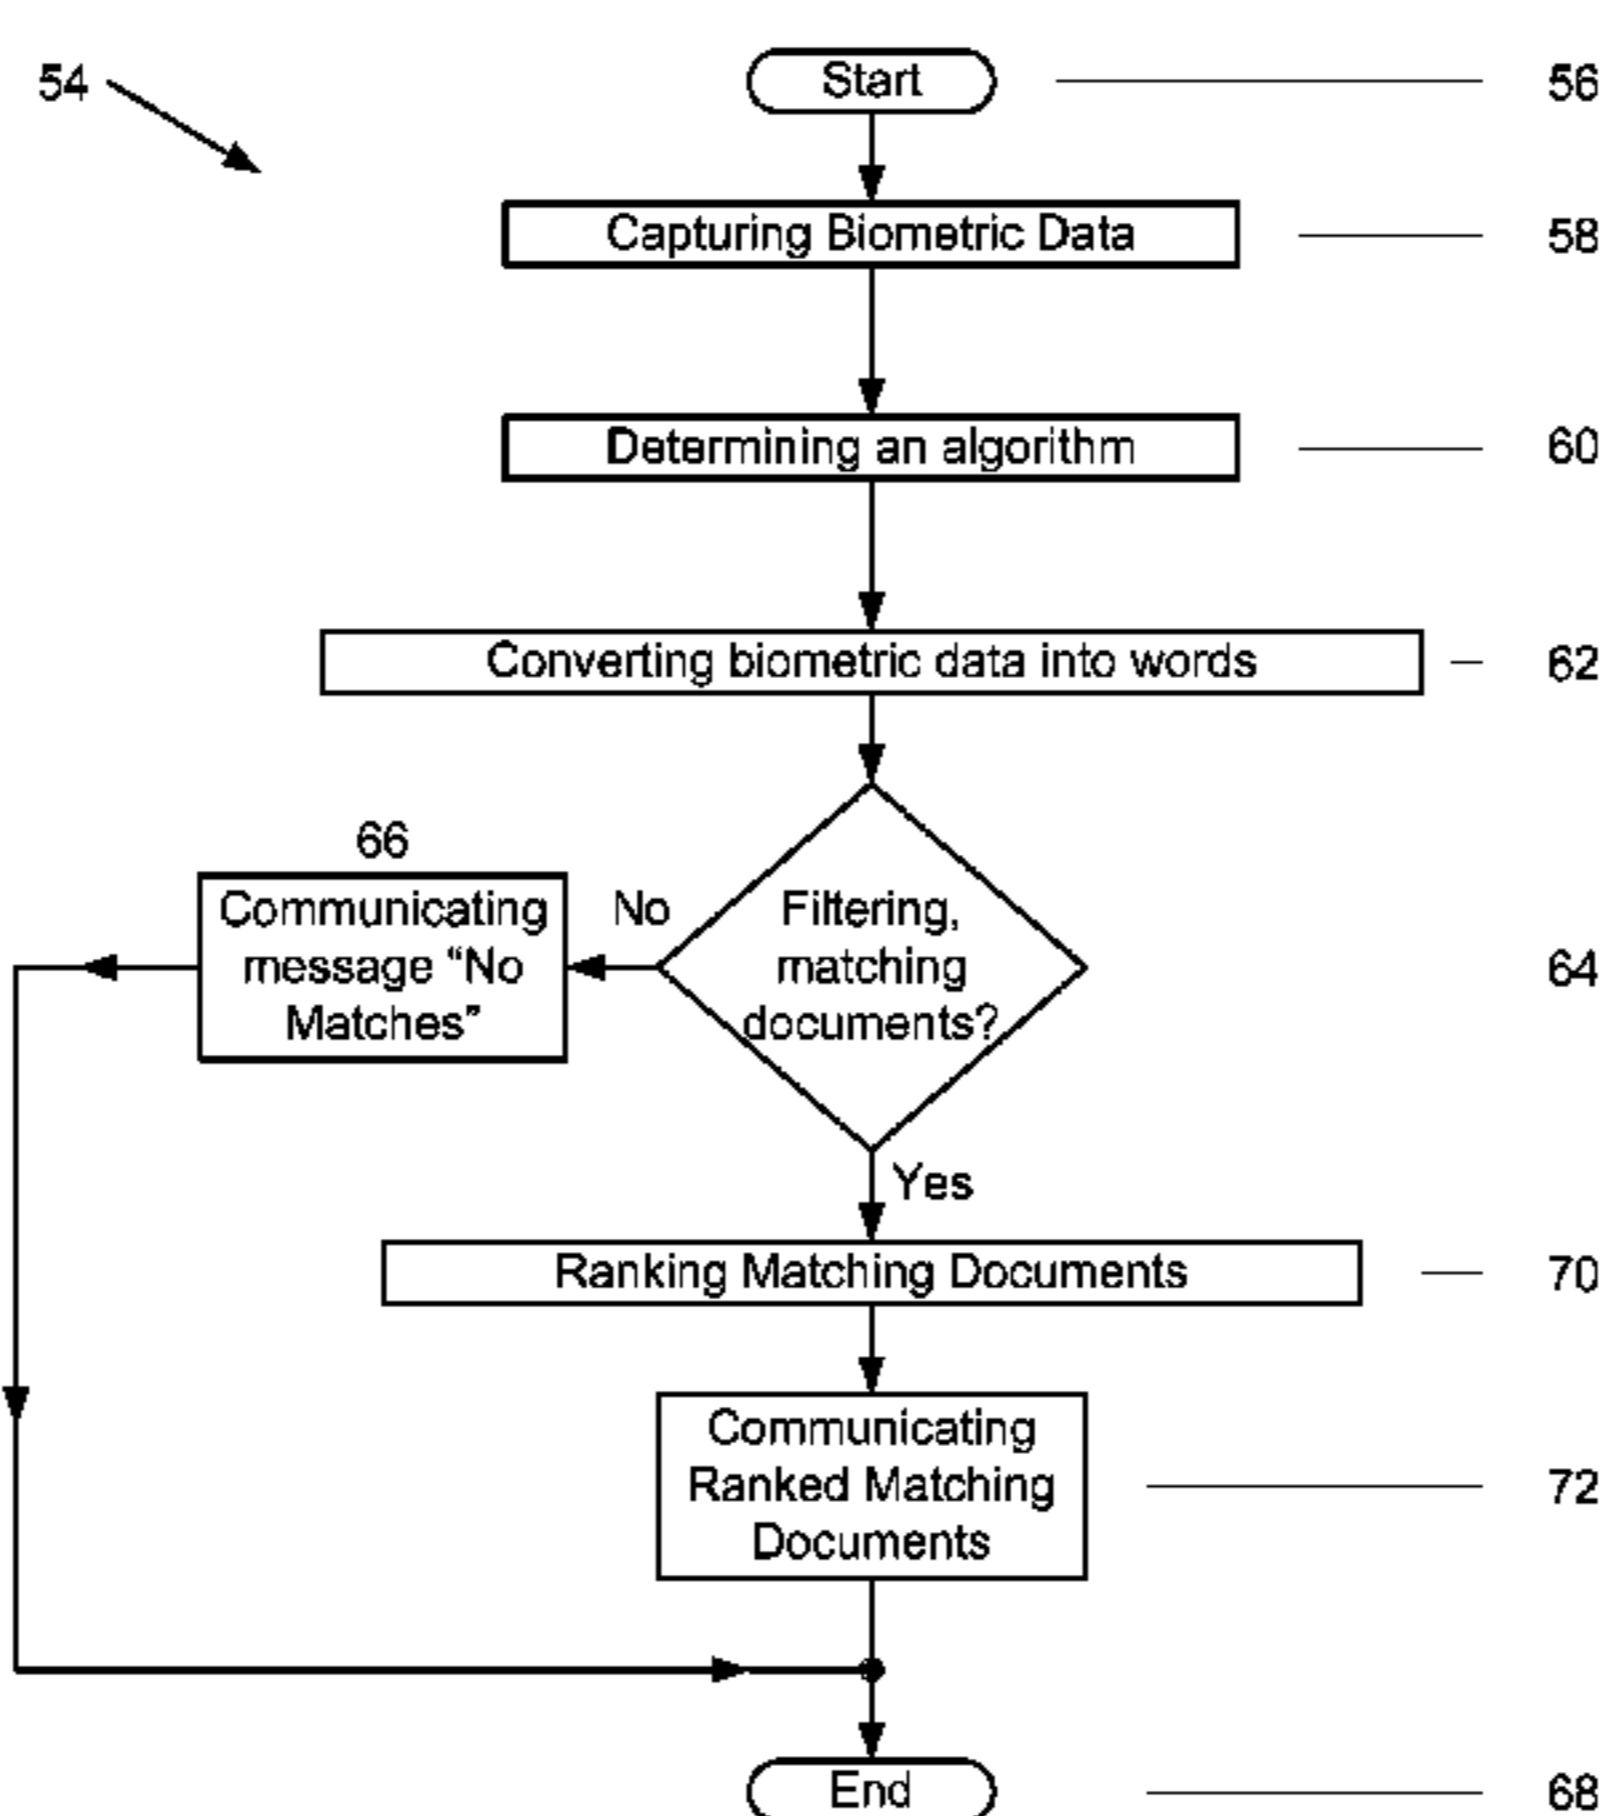 54
Start
56
Capturing Biometric Data
58
Determining an algorithm
60
Converting biometric data into words
62
66
Communicating
message “No
Matches”
No
Filtering,
matching
documents?
64
Yes
Ranking Matching Documents
70
Communicating
Ranked Matching
Documents
72
End
68